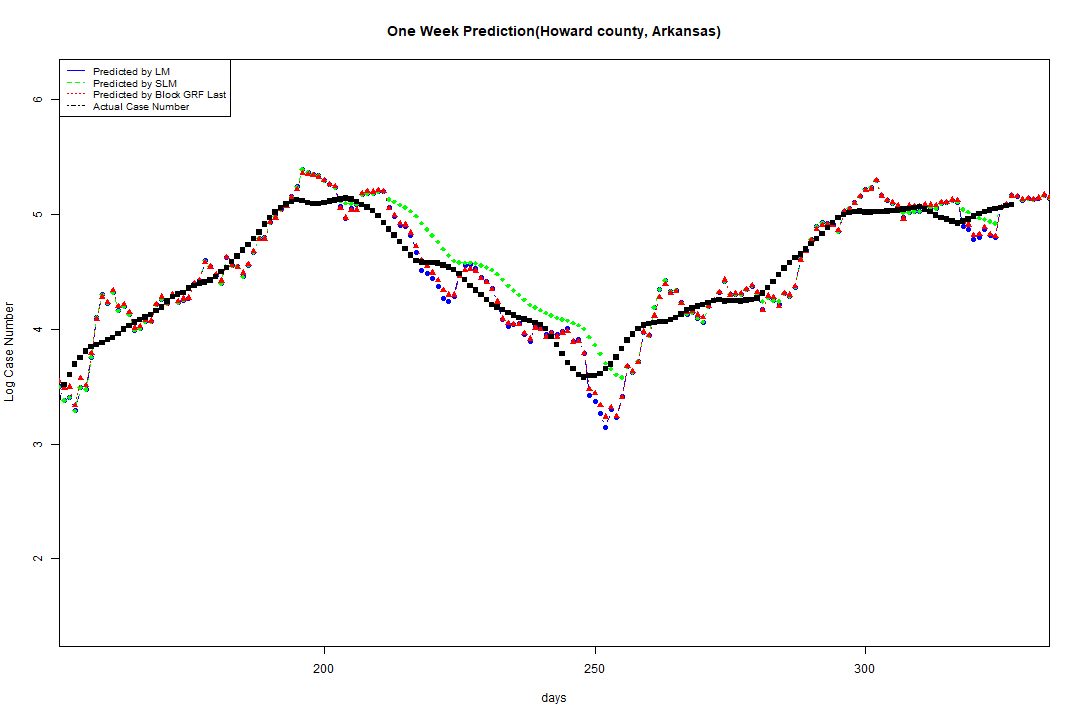 One Week Prediction(Howard county, Arkansas)
Predicted by LM
Predicted by SLM
Predicted by Block GRF Last
Actual Case Number
6
5
4
3
2
Log Case Number
200
250
300
days